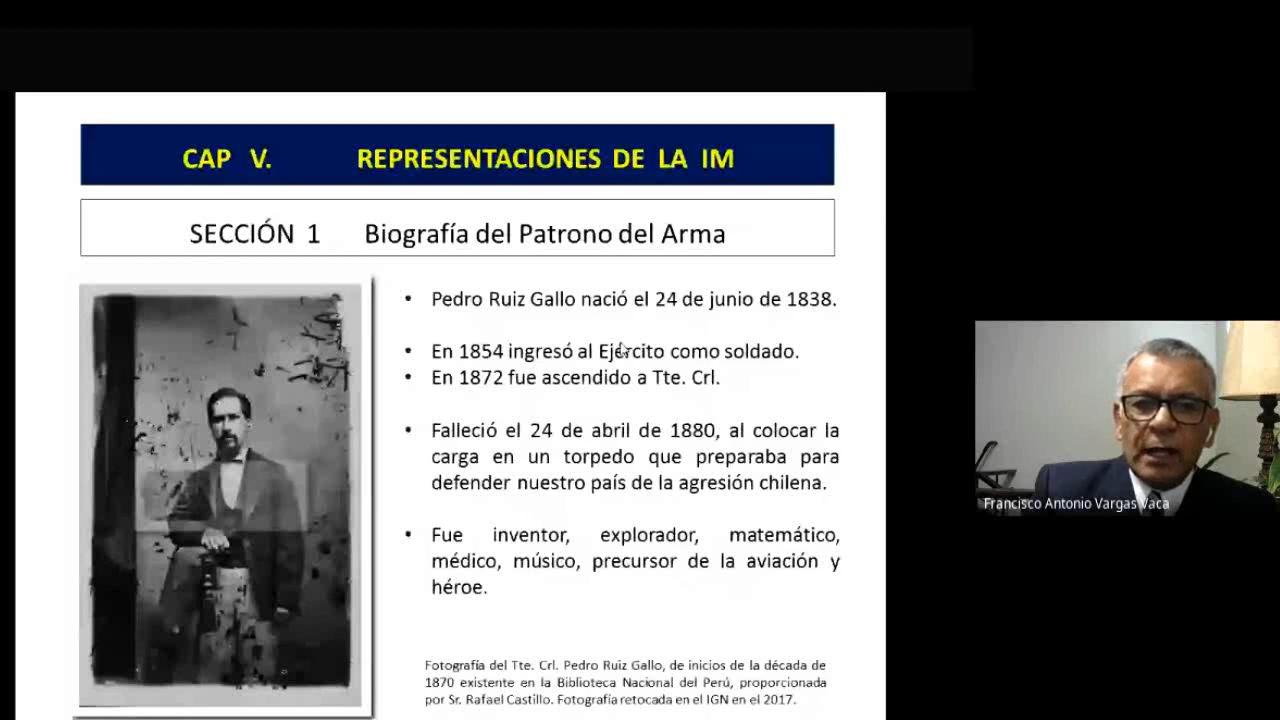 CAP V. REPRESENTACIONES DE LA IM
SECCIÓN 1 Biografía del Patrono del Arma
• Pedro Ruiz Gallo nació el 24 de junio de 1838.
• En 1854 ingresó al Ejército como soldado.
• En 1872 fue ascendido a Tte. Crl.
• Falleció el 24 de abril de 1880, al colocar la
carga en un torpedo que preparaba para
defender nuestro país de la agresión chilena.
• Fue inventor, explorador, matemático,
médico, músico, precursor de la aviación y
héroe.
Fotografía del Tte. Crl. Pedro Ruiz Gallo, de inicios de la década de
1870 existente en la Biblioteca Nacional del Perú, proporcionada
por Sr. Rafael Castillo. Fotografía retocada en el IGN en el 2017.
Francisco Antonio Vargas Vaca